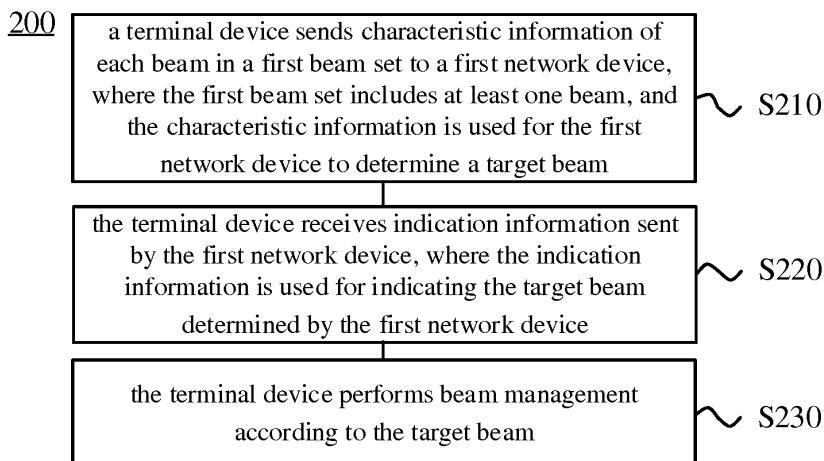 200
a terminal device sends characteristic information of
each beam in a first beam set to a first network device,
where the first beam set includes at least one beam, and
the characteristic information is used for the first
network device to determine a target beam
S210
the terminal device receives indication information sent
by the first network device, where the indication
information is used for indicating the target beam
determined by the first network device
S220
the terminal device performs beam management
according to the target beam
S230